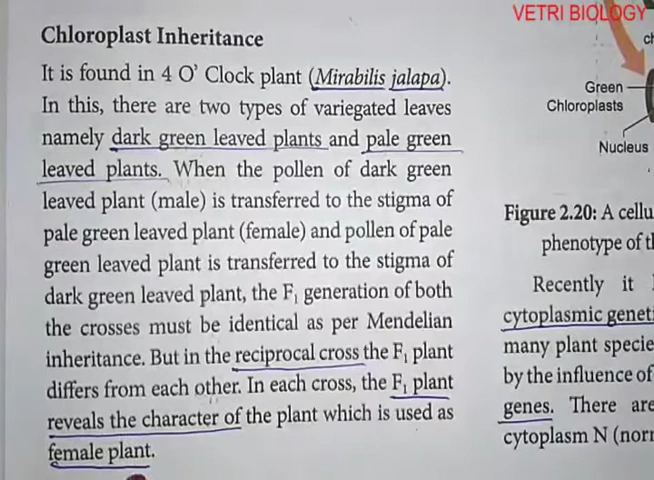 VETRI BIOLOGY
Chloroplast Inheritance
It is found in 4 O' Clock plant (Mirabilis jalapa).
In this, there are two types of variegated leaves
namely dark green leaved plants and pale green
leaved plants. When the pollen of dark green
leaved plant (male) is transferred to the stigma of
pale green leaved plant (female) and pollen of pale
green leaved plant is transferred to the stigma of
dark green leaved plant, the F₁ generation of both
the crosses must be identical as per Mendelian
inheritance. But in the reciprocal cross the F₁ plant
differs from each other. In each cross, the F₁ plant
reveals the character of the plant which is used as
female plant.
Green
Chloroplasts
Nucleus
Figure 2.20: A
phenotype of
Recently it
cytoplasmic
many plant
by the influence of
genes. There are
cytoplasm N